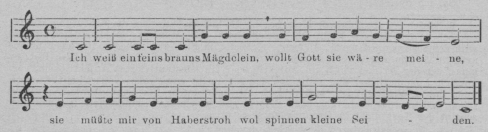 Ich weiß ein feins brauns Mägdolein, wollt Gott sie wä - re mei - ne,
sie müßte mir von Haberstroh wol spinnen kleine Sei - den.